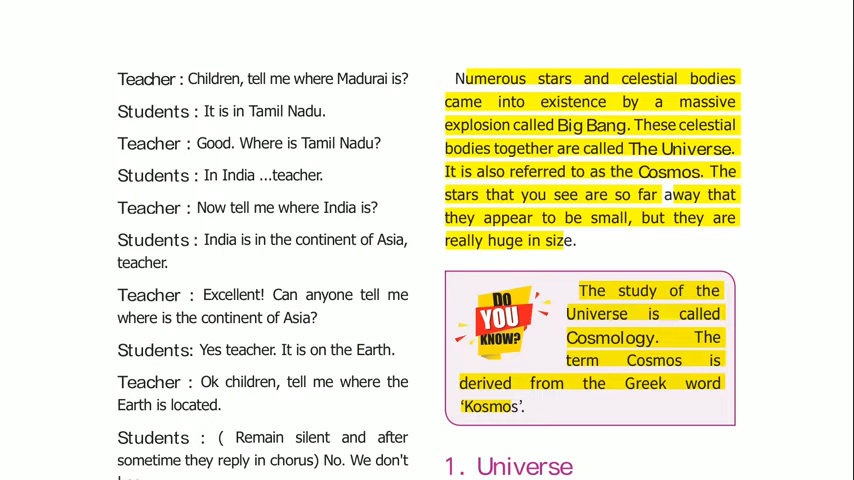 Teacher : Children, tell me where Madurai is?
Students : It is in Tamil Nadu.
Teacher : Good. Where is Tamil Nadu?
Students : In India ...teacher.
Teacher : Now tell me where India is?
Students : India is in the continent of Asia,
teacher.
Teacher : Excellent! Can anyone tell me
where is the continent of Asia?
Students: Yes teacher. It is on the Earth.
Teacher : Ok children, tell me where the
Earth is located.
Students : ( Remain silent and after
sometime they reply in chorus) No. We don't
Numerous stars and celestial bodies
came into existence by a massive
explosion called Big Bang. These celestial
bodies together are called The Universe.
It is also referred to as the Cosmos. The
stars that you see are so far away that
they appear to be small, but they are
really huge in size.
DO
YOU
KNOW?
The study of the
Universe is called
Cosmology. The
term Cosmos is
derived from the Greek word
‘Kosmos’.
1. Universe